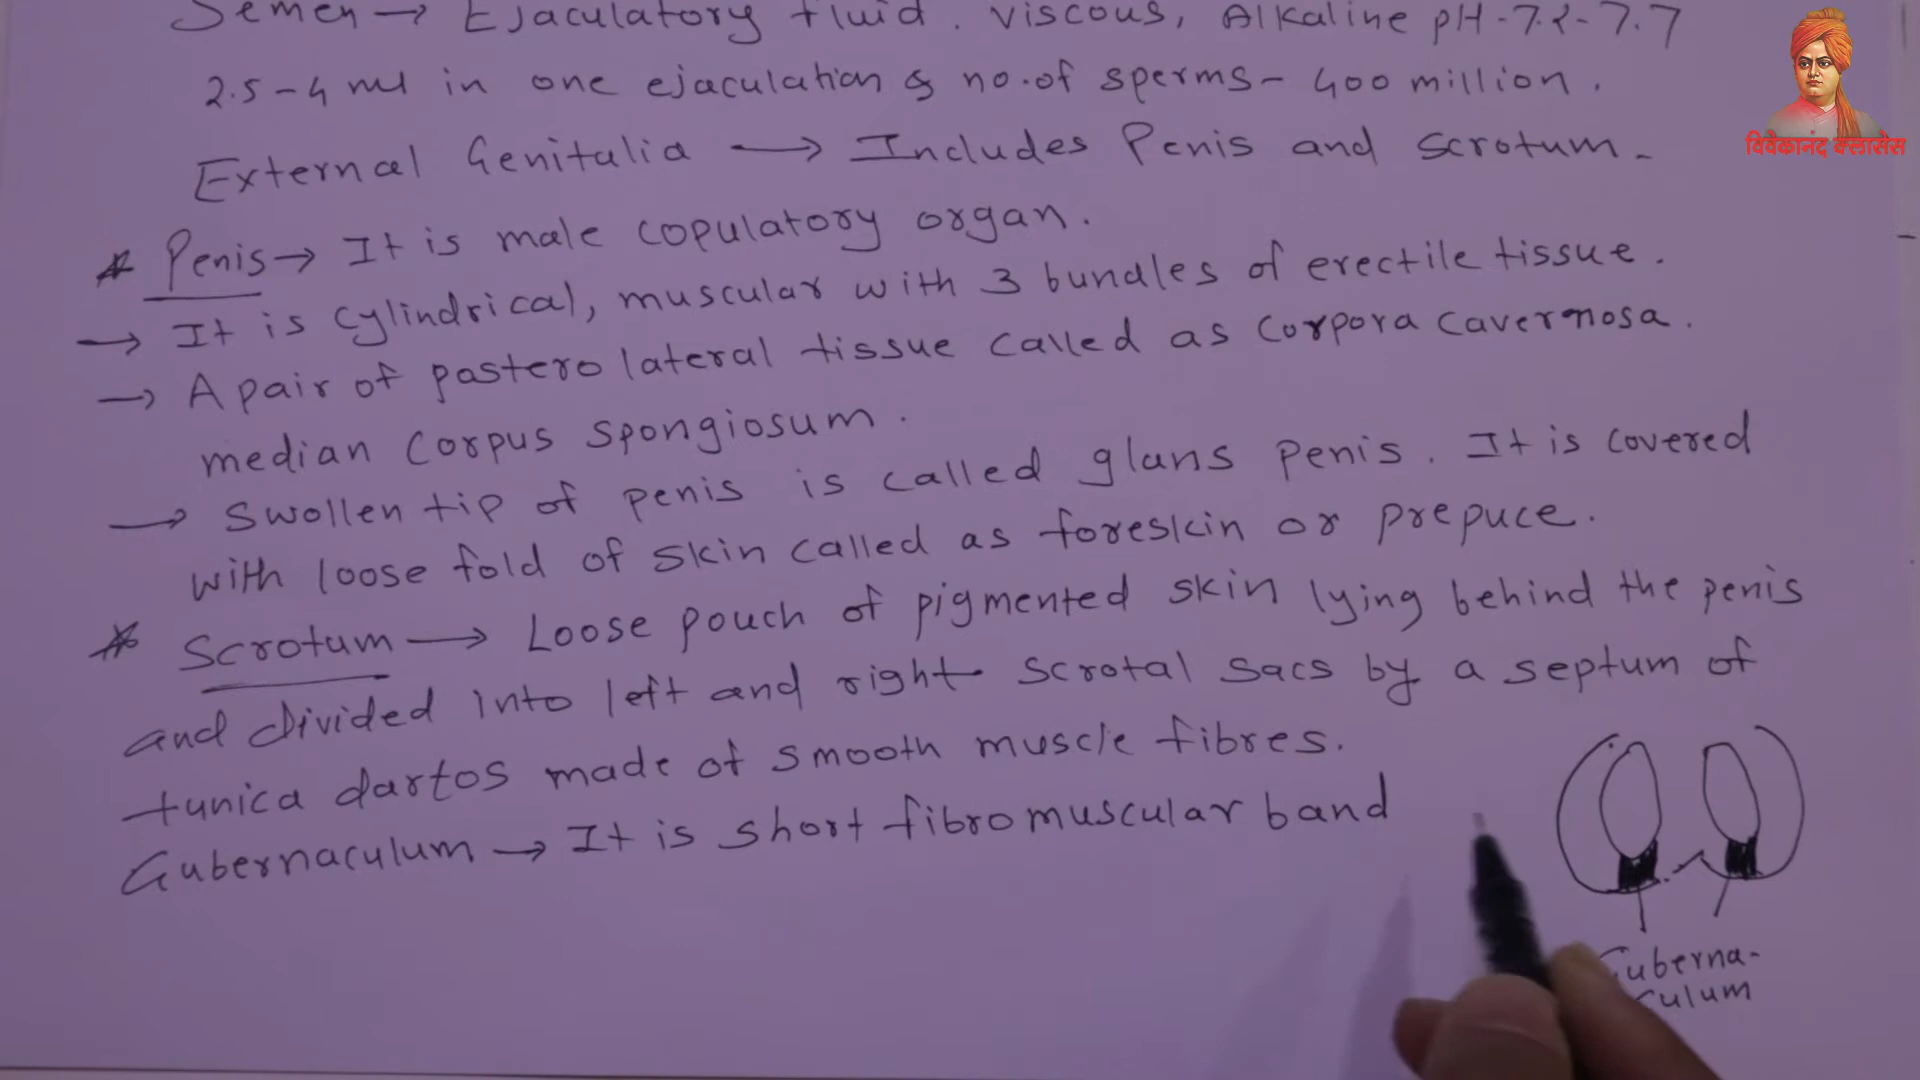 Semen → Ejaculatory fluid. Viscous, Alkaline pH-7.2-7.7
2.5-4 ml in one ejaculation & no.of sperms- 400 million.
External Genitalia → Includes Penis and scrotum.
* Penis → It is male copulatory organ.
→ It is cylindrical, muscular with 3 bundles of erectile tissue.
→ A pair of postero lateral tissue called as corpora cavernosa.
median corpus spongiosum.
→ Swollen tip of penis is called glans penis. It is covered
with loose fold of skin called as foreskin or prepuce.
* Scrotum → Loose pouch of pigmented skin lying behind the penis
and divided into left and right scrotal sacs by a septum of
tunica dartos made of smooth muscle fibres.
Gubernaculum → It is short fibromuscular band
Guberna-
culum
विवेकानंद क्लासेस